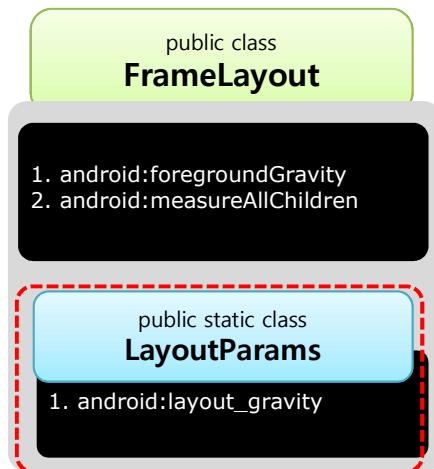 public class
FrameLayout
1. android:foregroundGravity
2. android:measureAllChildren
public static class
LayoutParams
1. android:layout_gravity